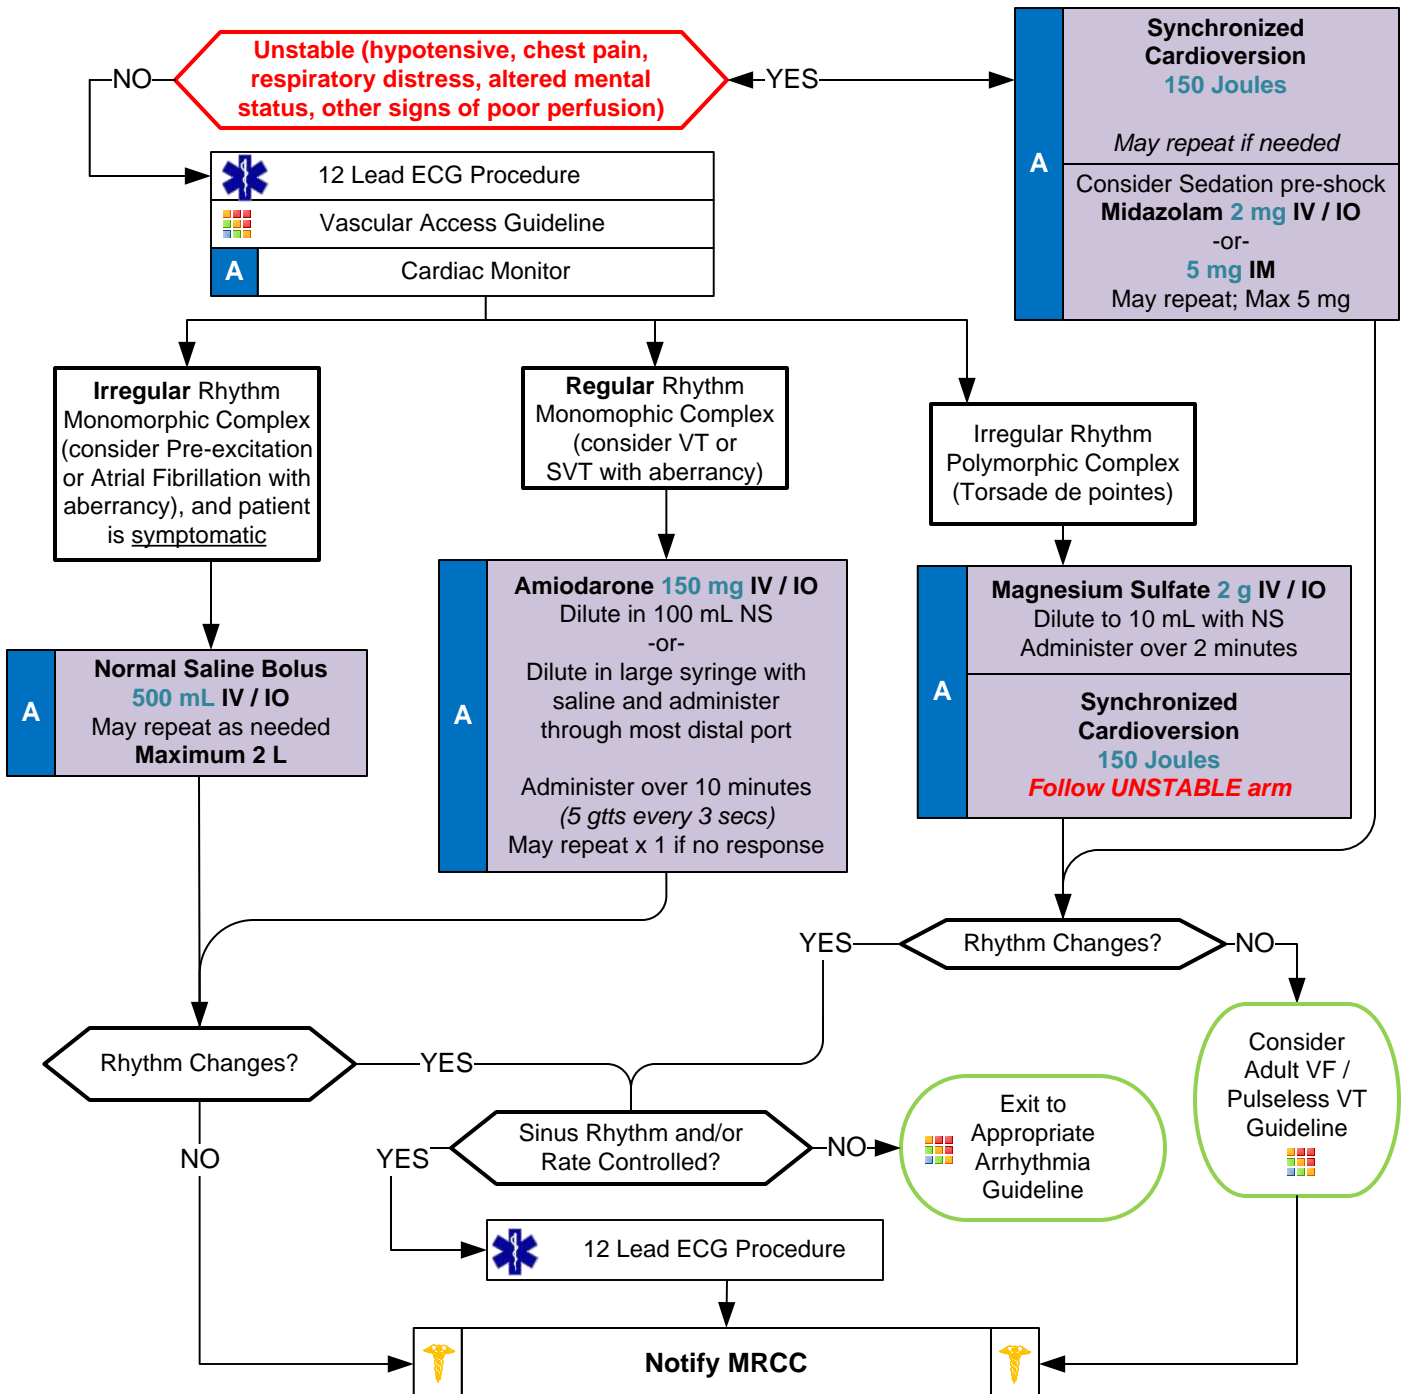 Unstable (hypotensive, chest pain,
respiratory distress, altered mental
status, other signs of poor perfusion)
NO
YES
A
Synchronized
Cardioversion
150 Joules
May repeat if needed
Consider Sedation pre-shock
Midazolam 2 mg IV / IO
-or-
5 mg IM
May repeat; Max 5 mg
12 Lead ECG Procedure
Vascular Access Guideline
A
Cardiac Monitor
Irregular Rhythm
Monomorphic Complex
(consider Pre-excitation
or Atrial Fibrillation with
aberrancy), and patient
is symptomatic
Regular Rhythm
Monomophic Complex
(consider VT or
SVT with aberrancy)
Irregular Rhythm
Polymorphic Complex
(Torsade de pointes)
A
Normal Saline Bolus
500 mL IV / IO
May repeat as needed
Maximum 2 L
A
Amiodarone 150 mg IV / IO
Dilute in 100 mL NS
-or-
Dilute in large syringe with
saline and administer
through most distal port
Administer over 10 minutes
(5 gtts every 3 secs)
May repeat x 1 if no response
A
Magnesium Sulfate 2 g IV / IO
Dilute to 10 mL with NS
Administer over 2 minutes
Synchronized
Cardioversion
150 Joules
Follow UNSTABLE arm
YES
Rhythm Changes?
NO
Rhythm Changes?
YES
NO
Consider
Adult VF /
Pulseless VT
Guideline
YES
Sinus Rhythm and/or
Rate Controlled?
NO
Exit to
Appropriate
Arrhythmia
Guideline
12 Lead ECG Procedure
Notify MRCC